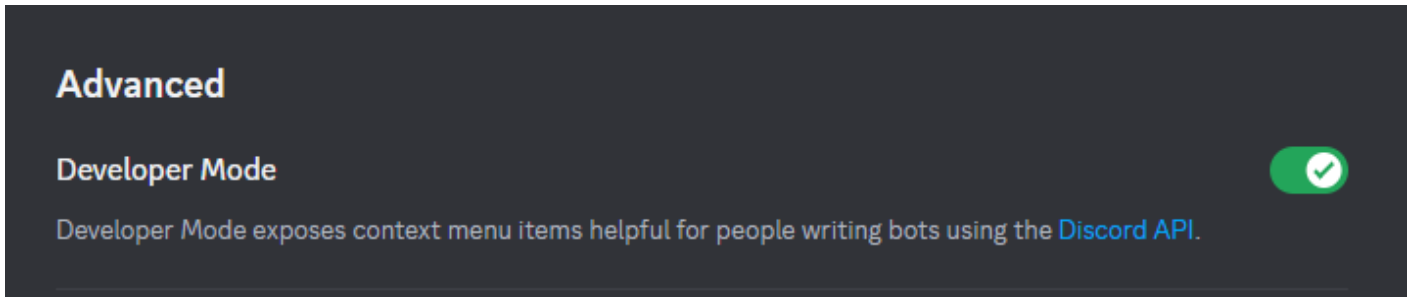 Advanced
Developer Mode
Developer Mode exposes context menu items helpful for people writing bots using the Discord API.